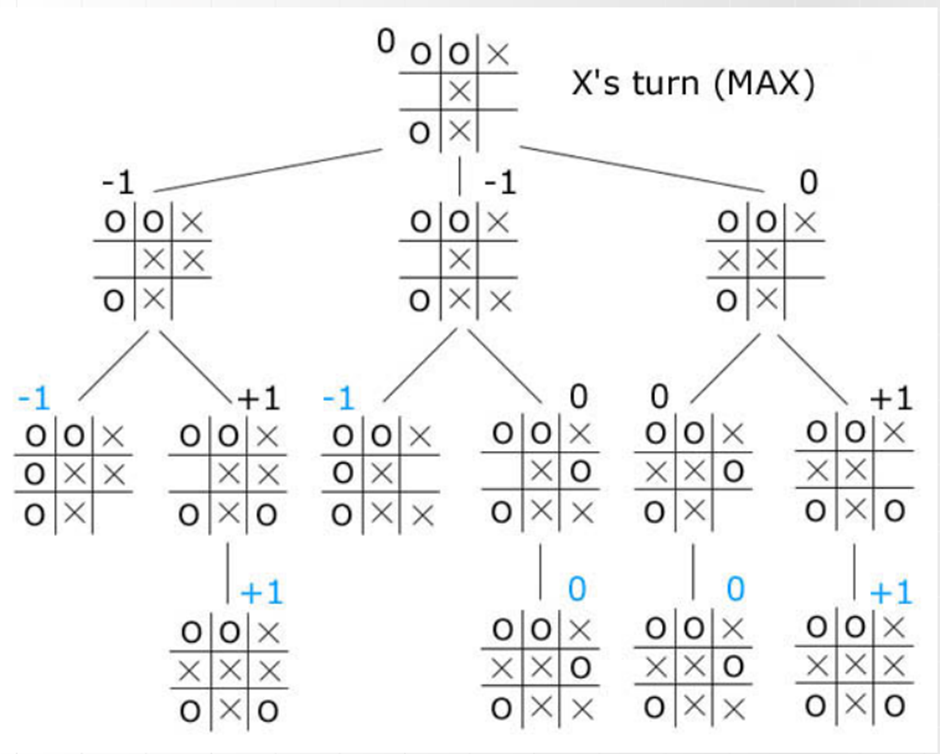 0
O O X
X's turn (MAX)
X
O X
-1
-1
0
O O X
O O X
O O X
X X
X
X X
O X
O X X
O X
-1
+1
-1
0
0
+1
O O X
O O X
O O X
O O X
O O X
O O X
O X X
X X
O X
X O
X X O
X X
O X
O X O
O X X
O X X
O X
O X O
+1
0
0
+1
O O X
O O X
O O X
O O X
X X X
X X O
X X O
X X X
O X O
O X X
O X X
O X O